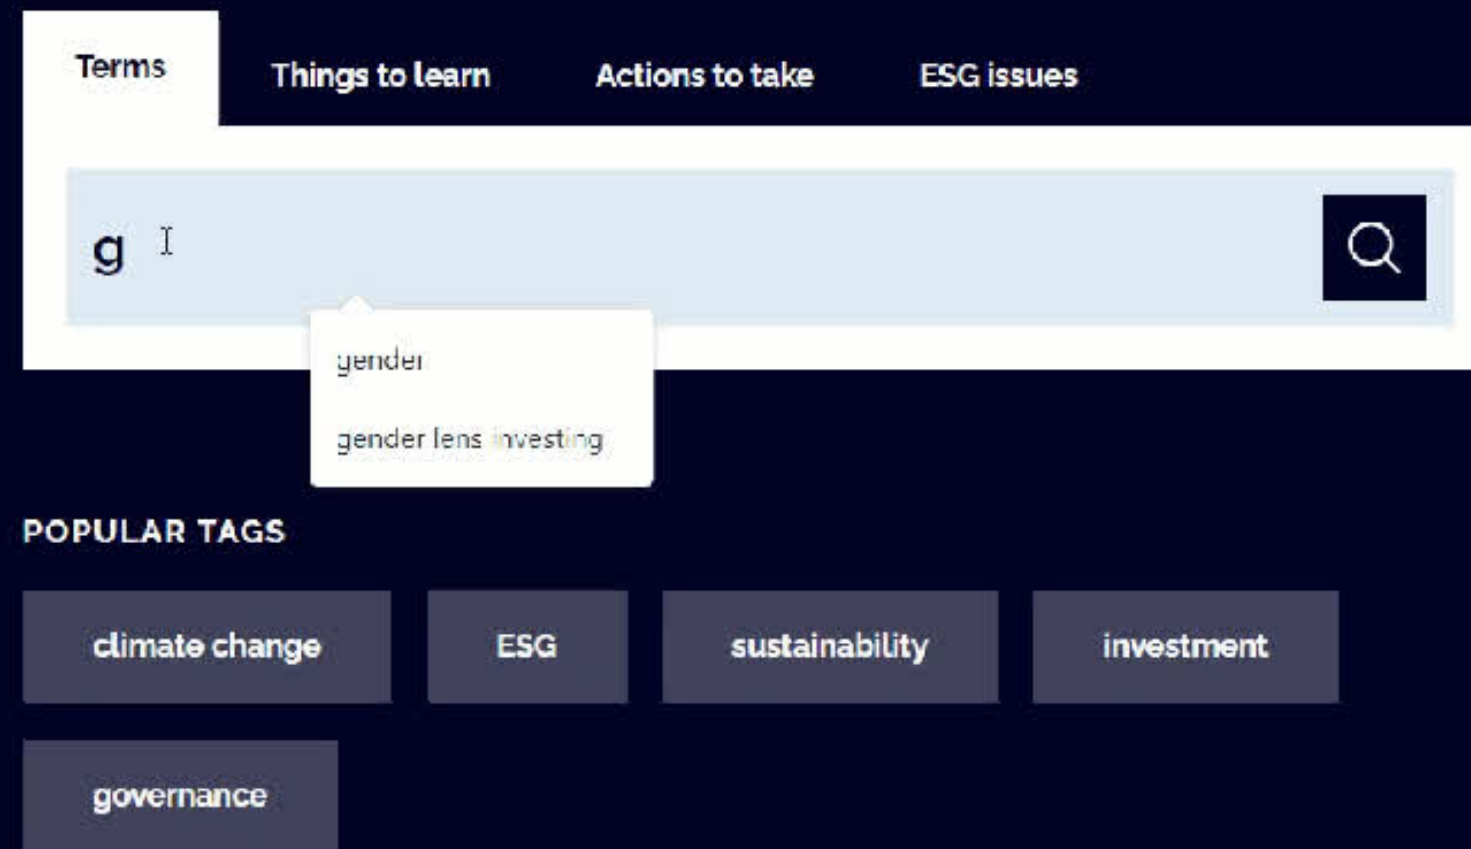 Terms Things to learn Actions to take ESG issues
g
gender
gender lens investing
POPULAR TAGS
climate change ESG sustainability investment
governance